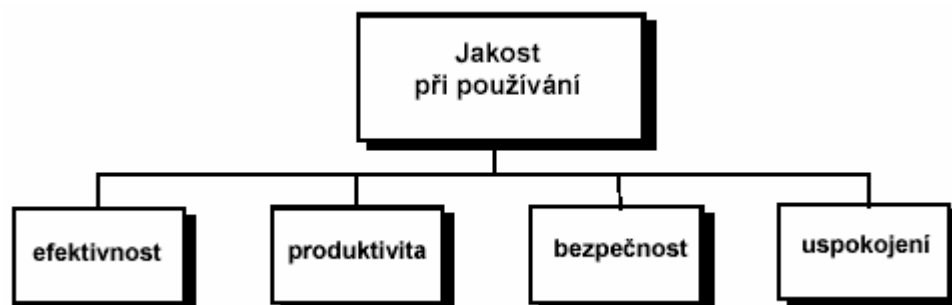 Jakost
při používání
efektivnost
produktivita
bezpečnost
uspokojení